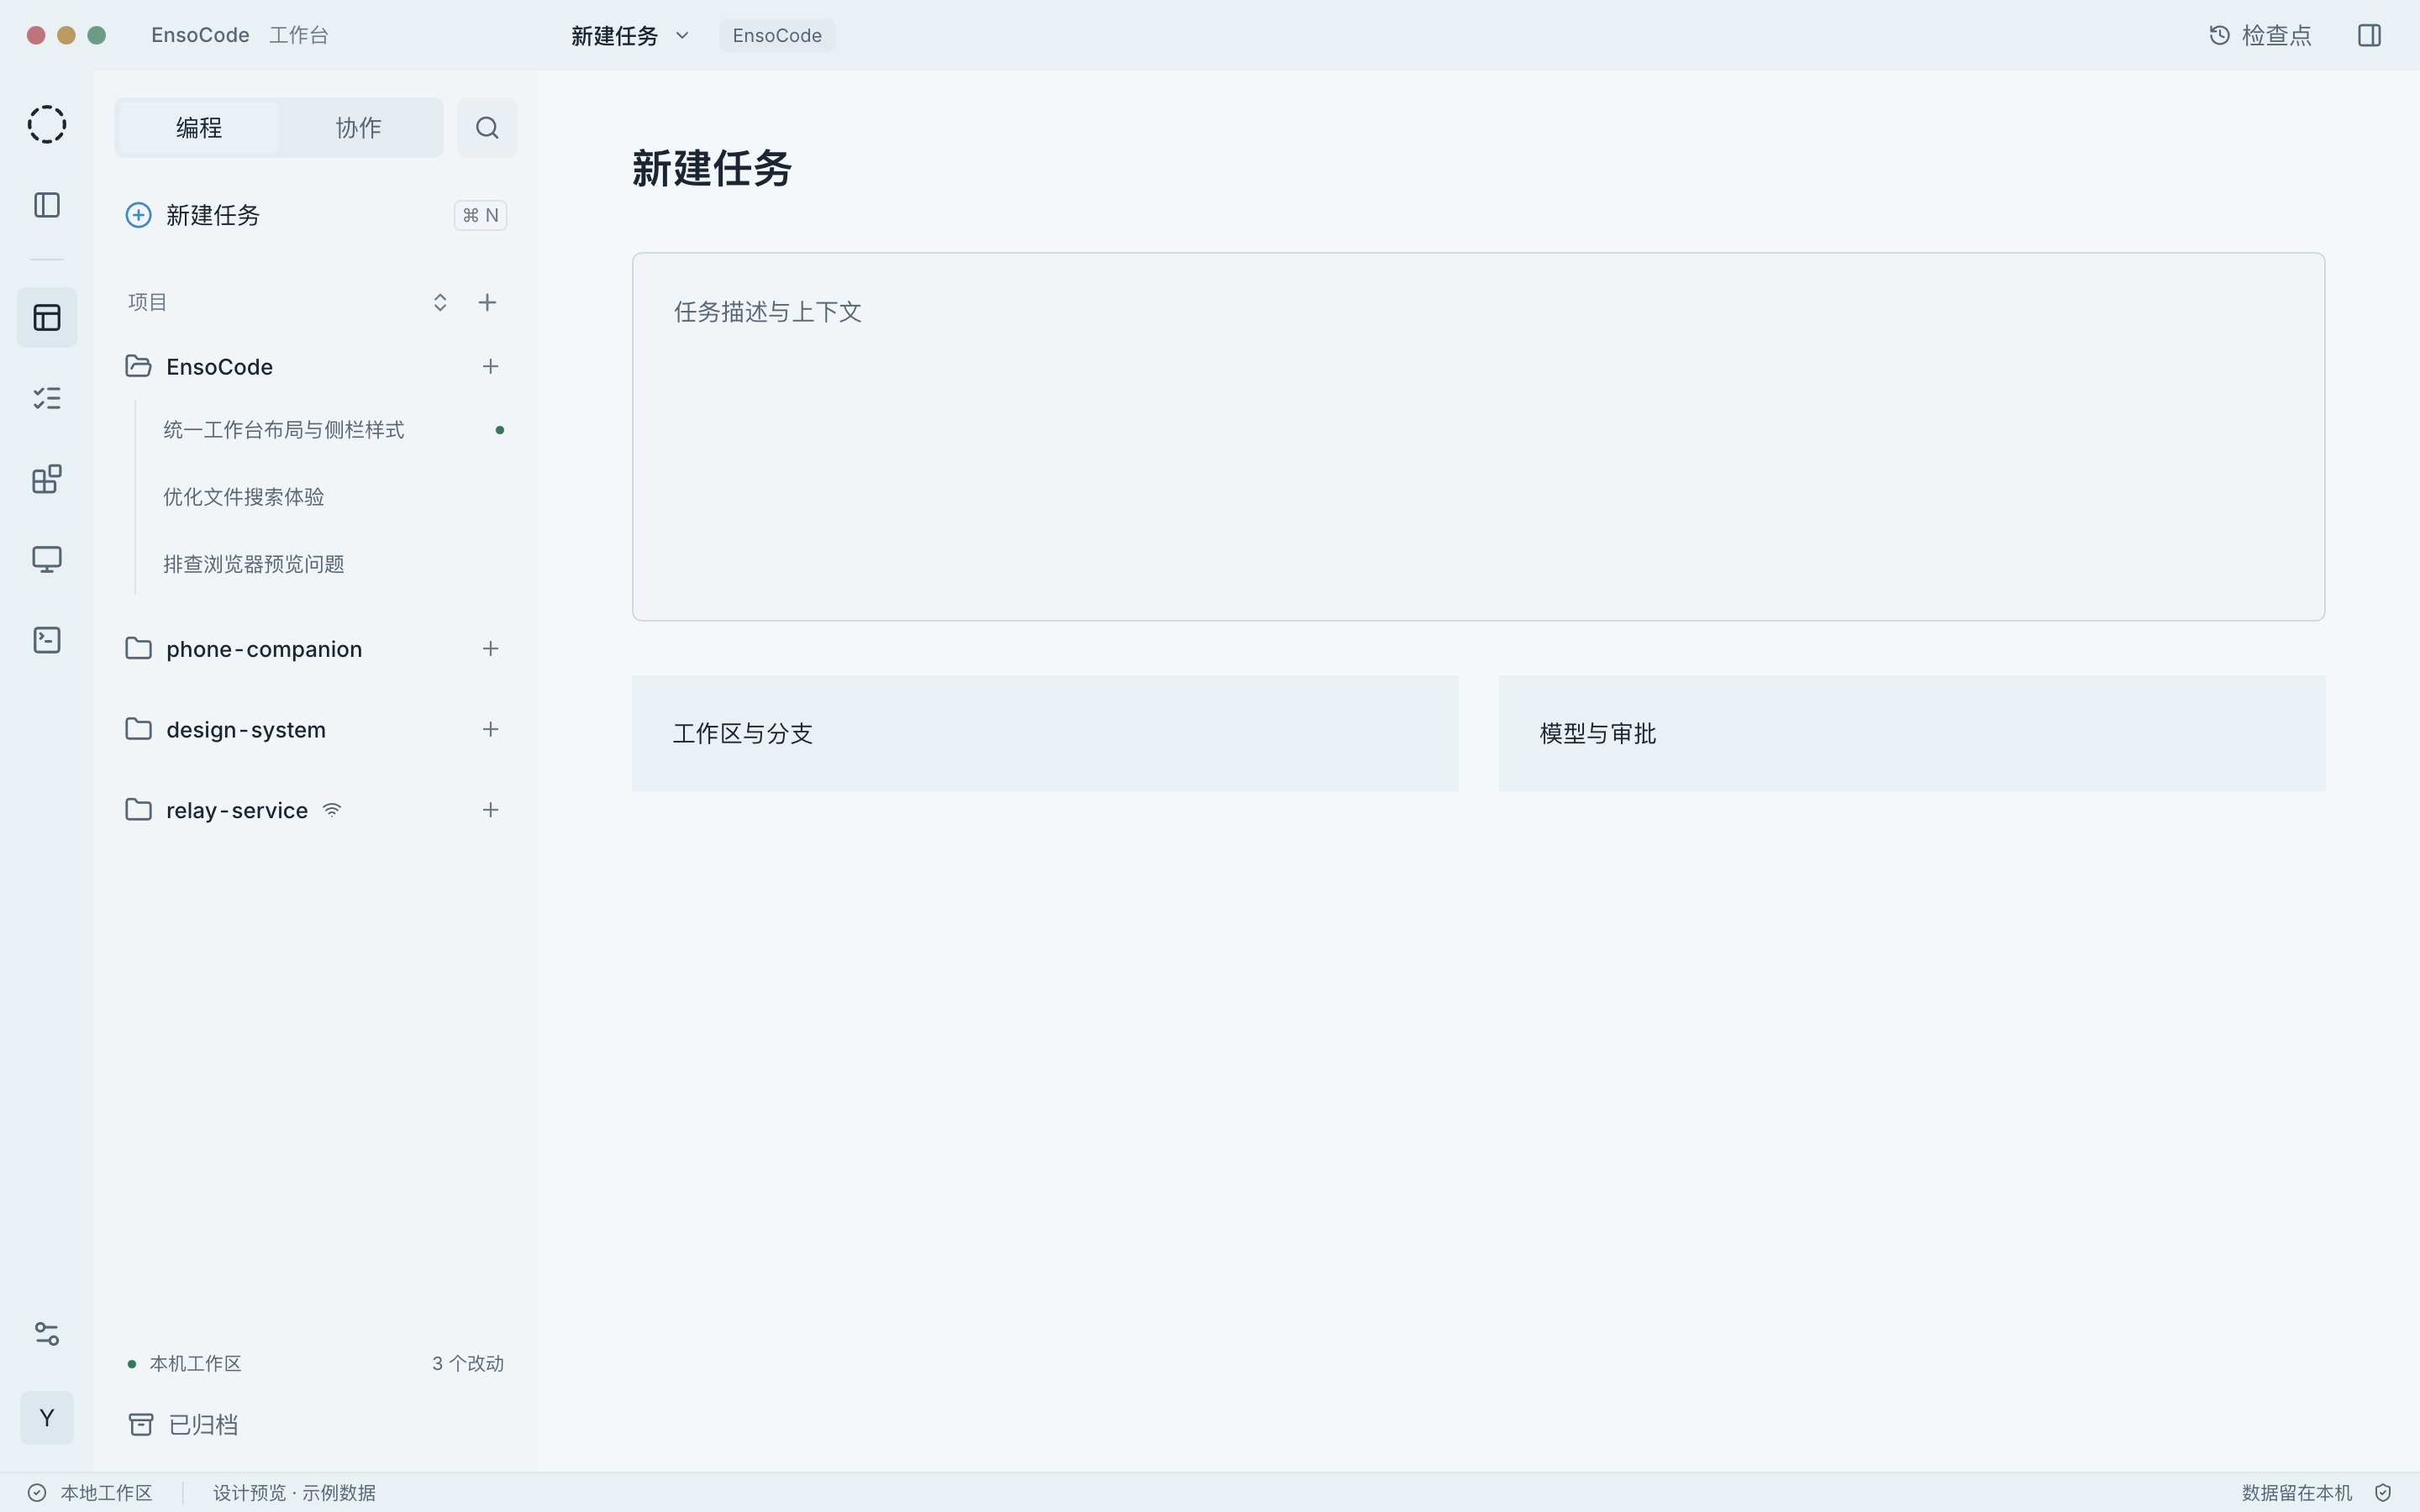 EnsoCode 工作台
新建任务
EnsoCode
检查点
编程
协作
新建任务
⌘ N
项目
EnsoCode
统一工作台布局与侧栏样式
优化文件搜索体验
排查浏览器预览问题
phone-companion
design-system
relay-service
本机工作区
3 个改动
Y
已归档
新建任务
任务描述与上下文
工作区与分支
模型与审批
本地工作区
设计预览 · 示例数据
数据留在本机